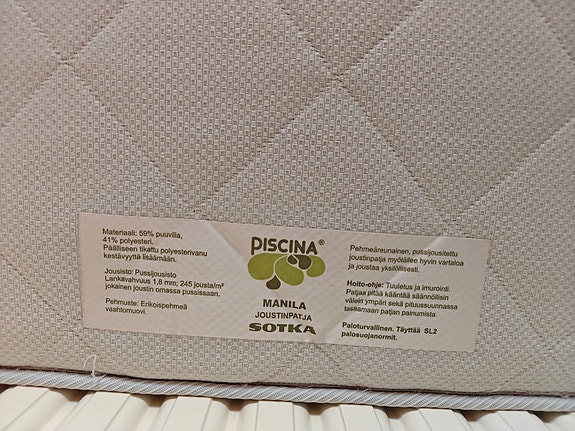 Materiaali: 59% puuvilla,
41% polyesteri.
Päälliseen tikattu polyesterivanu
kestävyyttä lisäämään.
Jousisto: Pussijousisto
Lankavahvuus 1,8 mm; 245 jousta/m²
jokainen joustin omassa pussissaan.
Pehmuste: Erikoispehmeä
vaahtomuovi.
PISCINA®
MANILA
JOUSTINPATJA
SOTKA
Pehmeäreunainen, pussijousitettu
joustinpatja myötäilee hyvin vartaloa
ja joustaa yksilöllisesti.
Hoito-ohje: Tuuletus ja imurointi.
Patjaa pitää kääntää säännöllisin
välein ympäri sekä pituussuunnassa
tasaamaan patjan painumista.
Paloturvallinen. Täyttää SL2
palosuojanormit.